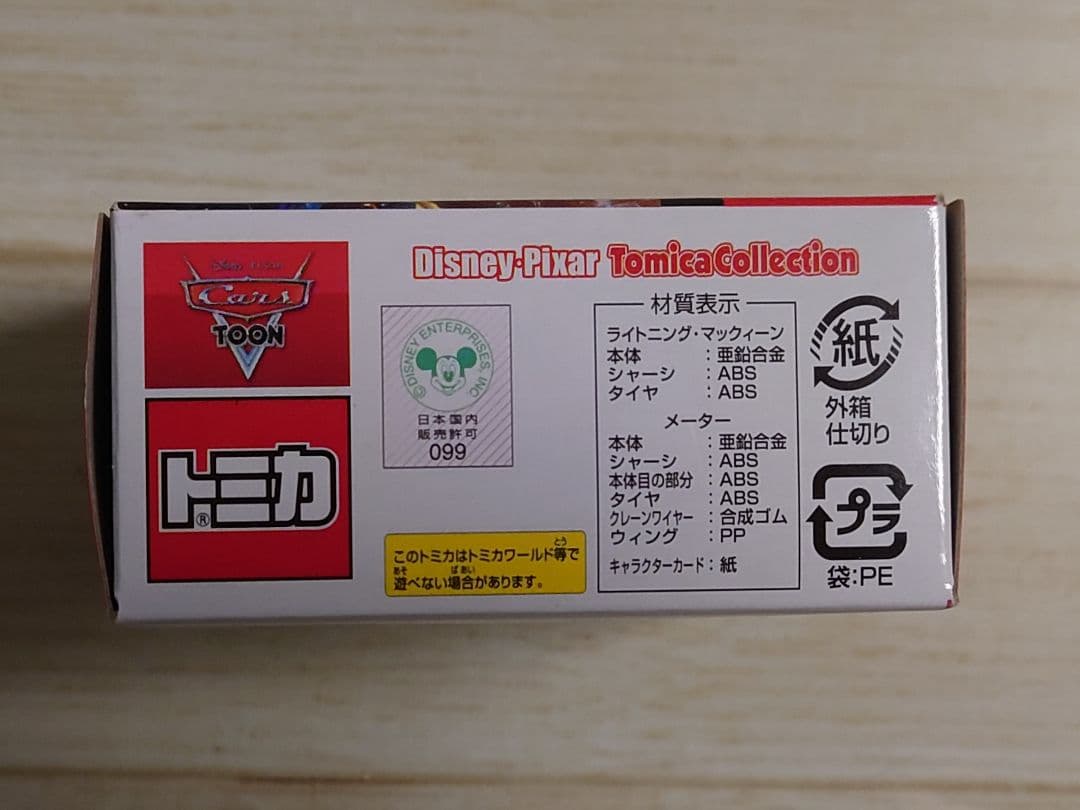 Disney PIXAR
Cars
TOON
トミカ®
Disney・Pixar TomicaCollection
©DISNEY ENTERPRISES, INC
日本国内
販売許可
099
このトミカはトミカワールド等で
遊べない場合があります。
材質表示
ライトニング・マックィーン
本体 : 亜鉛合金
シャーシ : ABS
タイヤ : ABS
メーター
本体 : 亜鉛合金
シャーシ : ABS
本体目の部分 : ABS
タイヤ : ABS
クレーンワイヤー : 合成ゴム
ウィング : PP
キャラクターカード : 紙
紙
外箱
仕切り
プラ
袋:PE